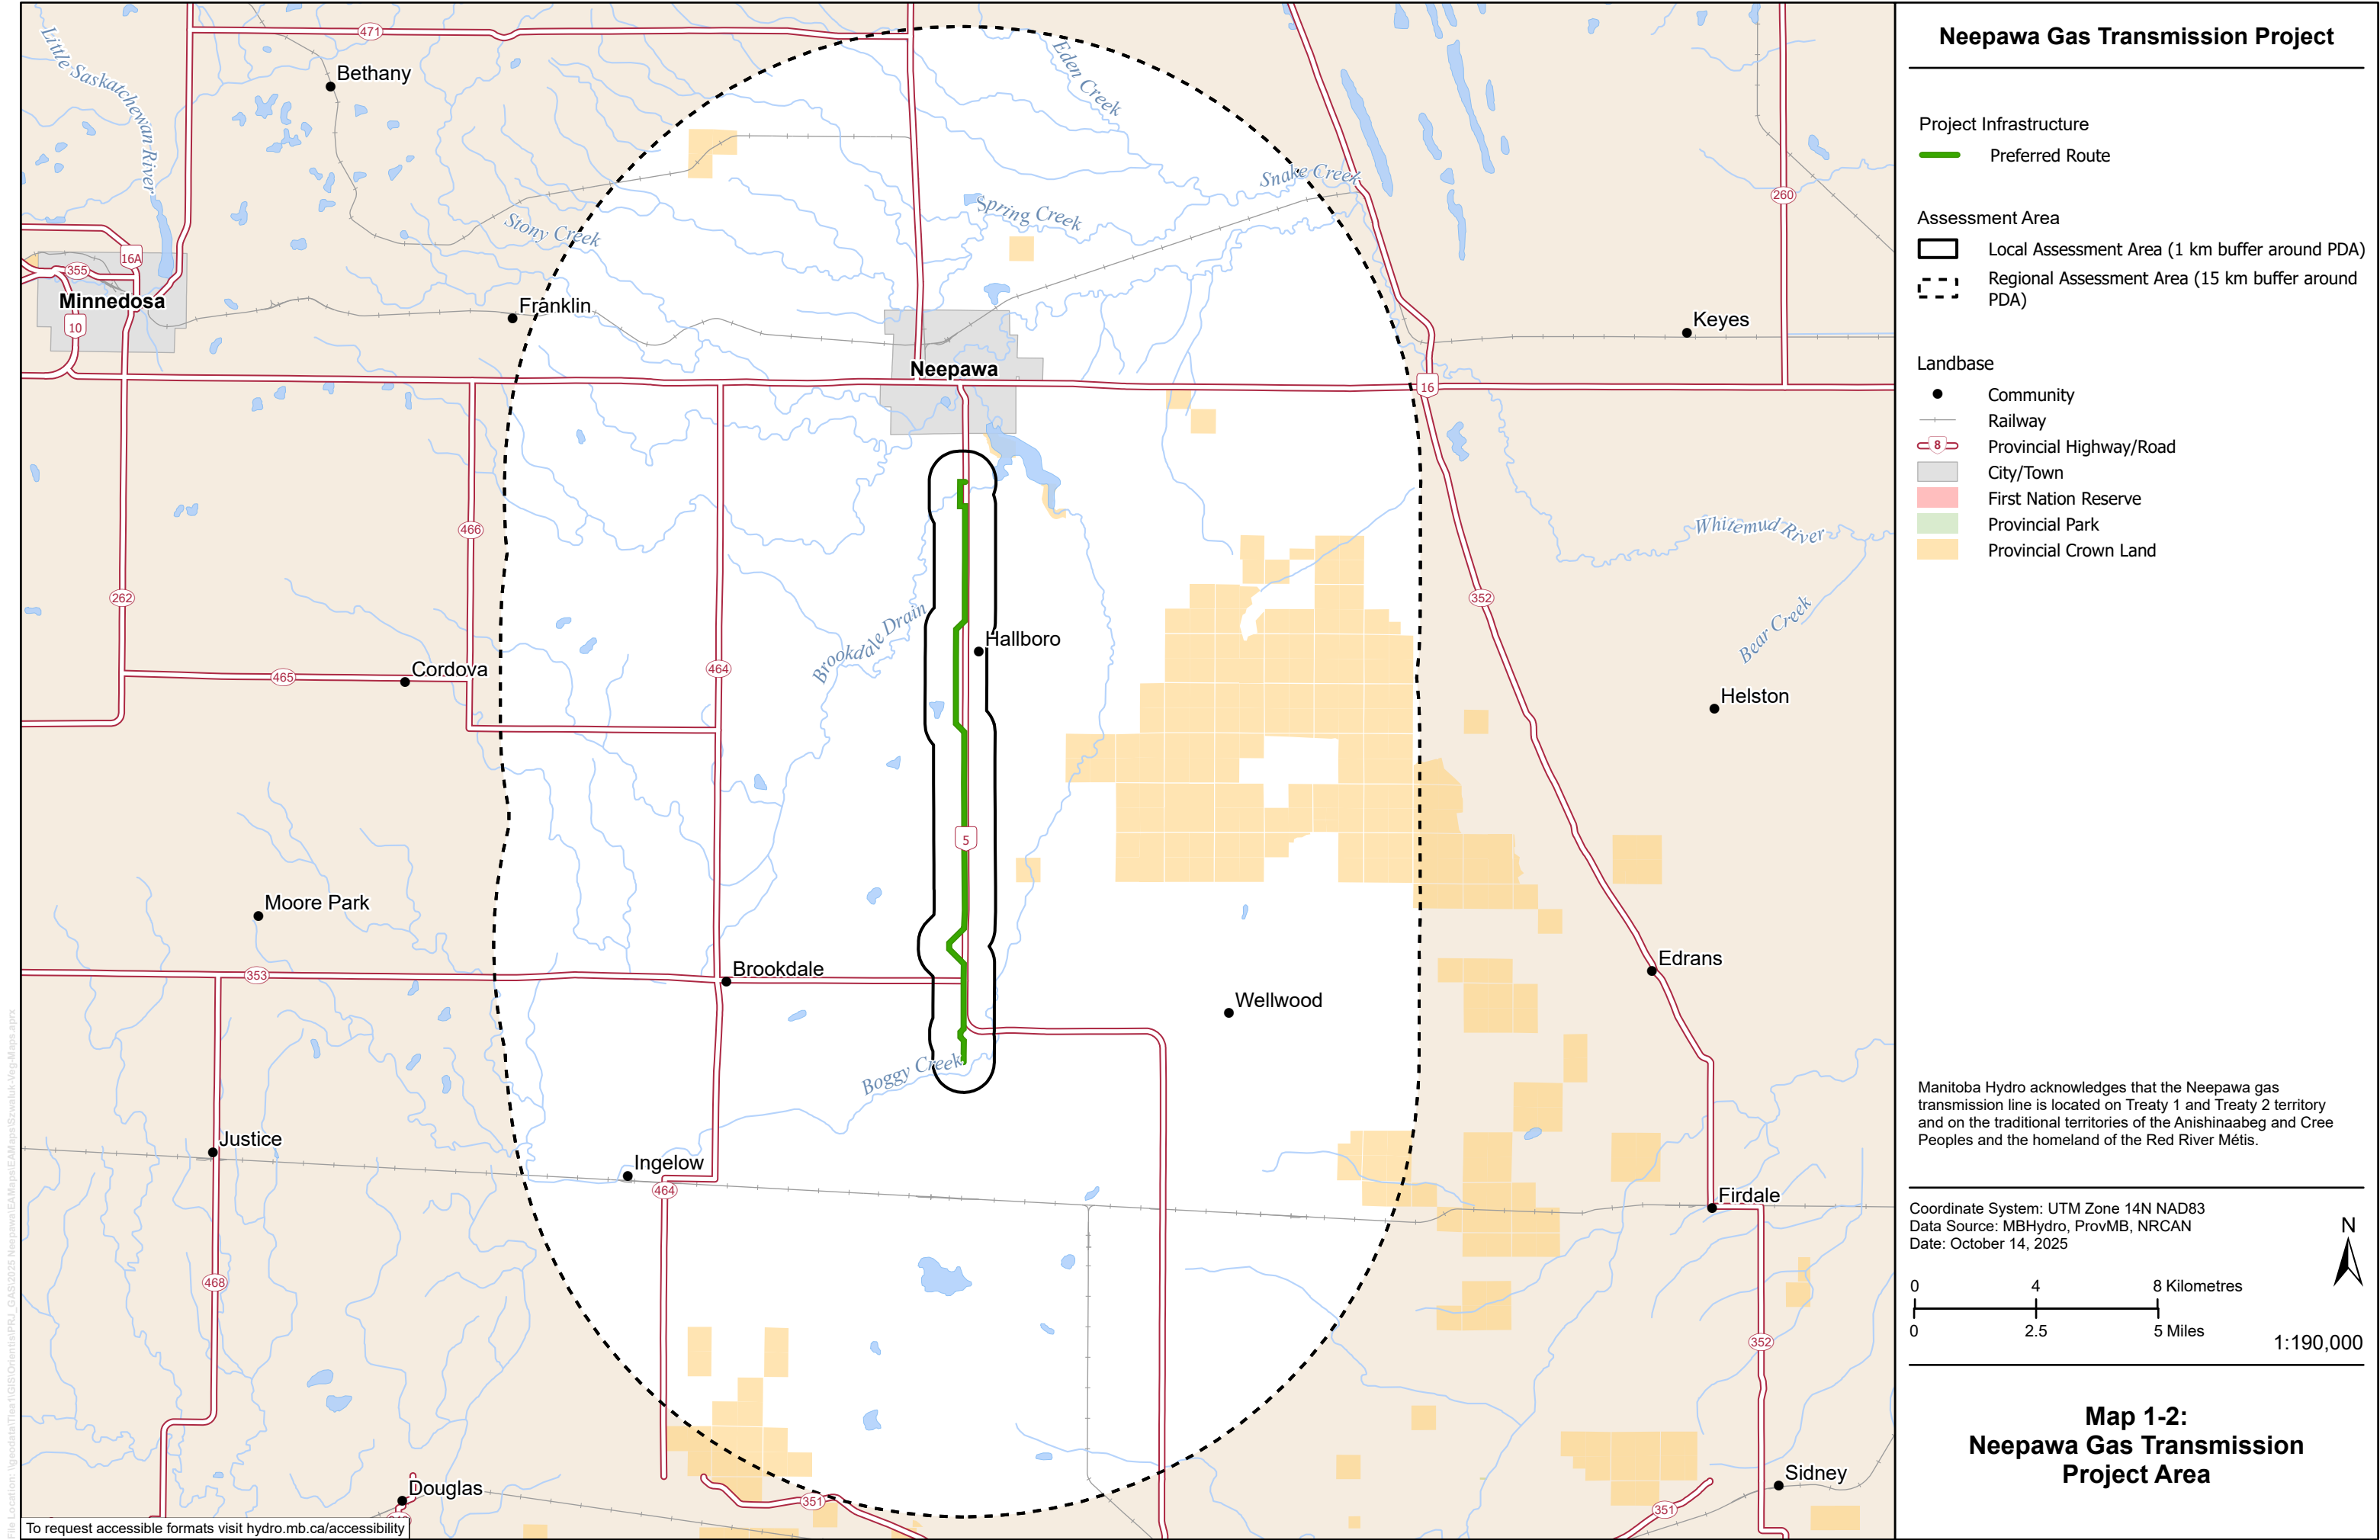 471
Bethany
Little Saskatchewan River
Eden Creek
Snake Creek
Spring Creek
Stony Creek
260
16A
355
Minnedosa
10
Franklin
Keyes
Neepawa
16
466
Whitemud River
262
352
Brookdale Drain
Hallboro
Bear Creek
464
465
Cordova
Helston
5
Moore Park
353
Brookdale
Edrans
Wellwood
Boggy Creek
Justice
Ingelow
464
Firdale
468
352
Douglas
351
Sidney
351
To request accessible formats visit hydro.mb.ca/accessibility
Neepawa Gas Transmission Project
Project Infrastructure
Preferred Route
Assessment Area
Local Assessment Area (1 km buffer around PDA)
Regional Assessment Area (15 km buffer around
PDA)
Landbase
Community
Railway
8 Provincial Highway/Road
City/Town
First Nation Reserve
Provincial Park
Provincial Crown Land
Manitoba Hydro acknowledges that the Neepawa gas
transmission line is located on Treaty 1 and Treaty 2 territory
and on the traditional territories of the Anishinaabeg and Cree
Peoples and the homeland of the Red River Métis.
Coordinate System: UTM Zone 14N NAD83
Data Source: MBHydro, ProvMB, NRCAN
Date: October 14, 2025
N
0 4 8 Kilometres
0 2.5 5 Miles
1:190,000
Map 1-2:
Neepawa Gas Transmission
Project Area